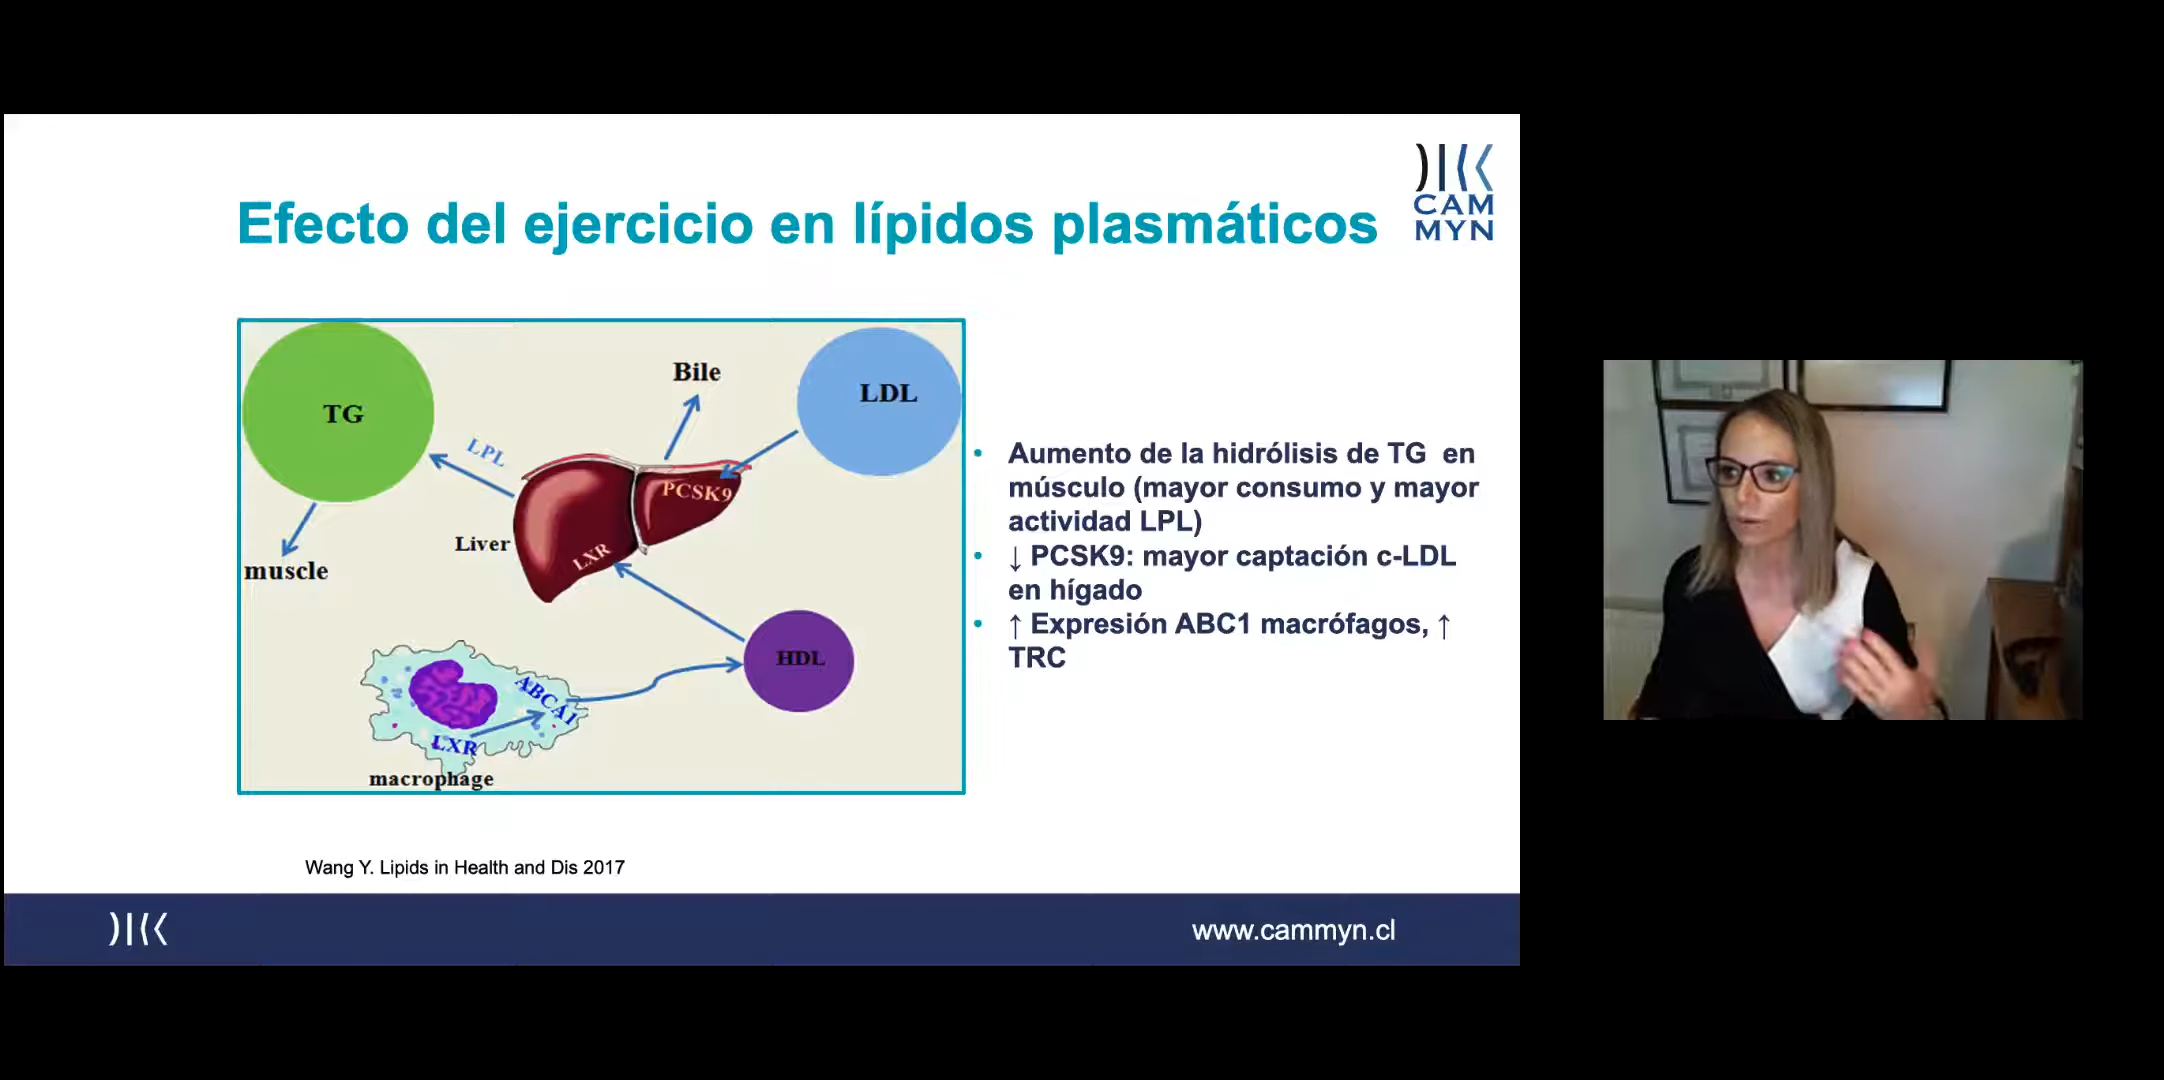 CAM
MYN
Efecto del ejercicio en lípidos plasmáticos
TG
LPL
muscle
Bile
LDL
PCSK9
Liver
LXR
HDL
ABCA1
LXR
macrophage
• Aumento de la hidrólisis de TG en
músculo (mayor consumo y mayor
actividad LPL)
• ↓ PCSK9: mayor captación c-LDL
en hígado
• ↑ Expresión ABC1 macrófagos, ↑
TRC
Wang Y. Lipids in Health and Dis 2017
www.cammyn.cl